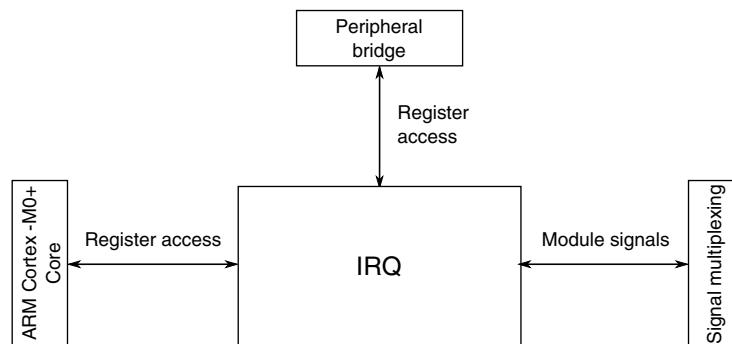 Peripheral
bridge
Register
access
ARM Cortex -M0+
Core
Register access
IRQ
Module signals
Signal multiplexing